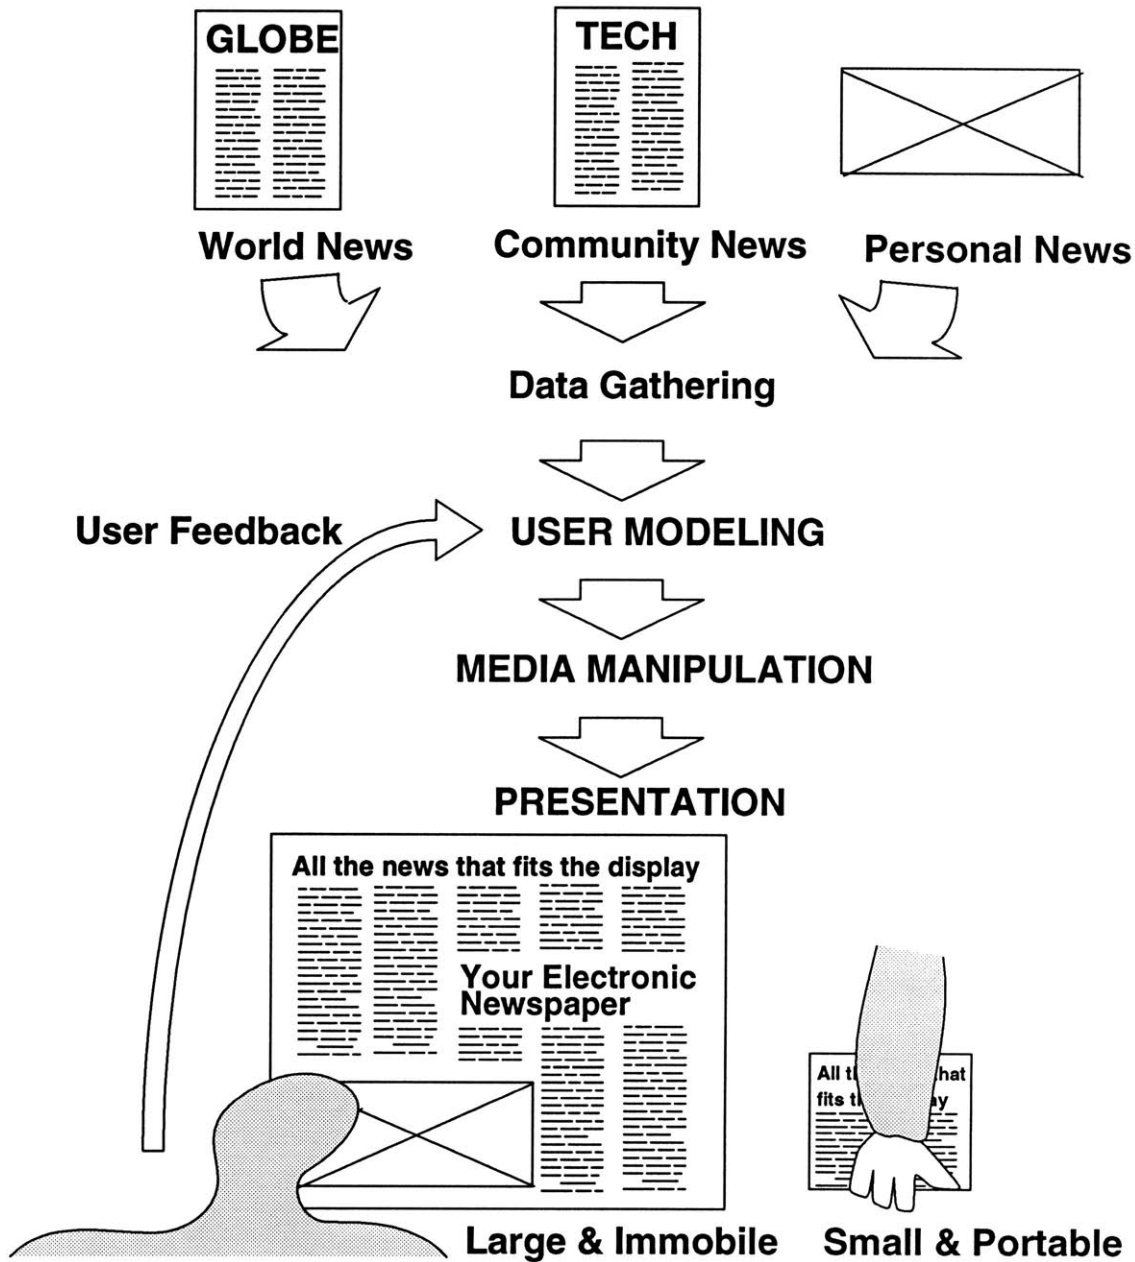 GLOBE
TECH
World News
Community News
Personal News
Data Gathering
User Feedback
USER MODELING
MEDIA MANIPULATION
PRESENTATION
All the news that fits the display
Your Electronic
Newspaper
All
hat
fits
Large & Immobile
Small & Portable